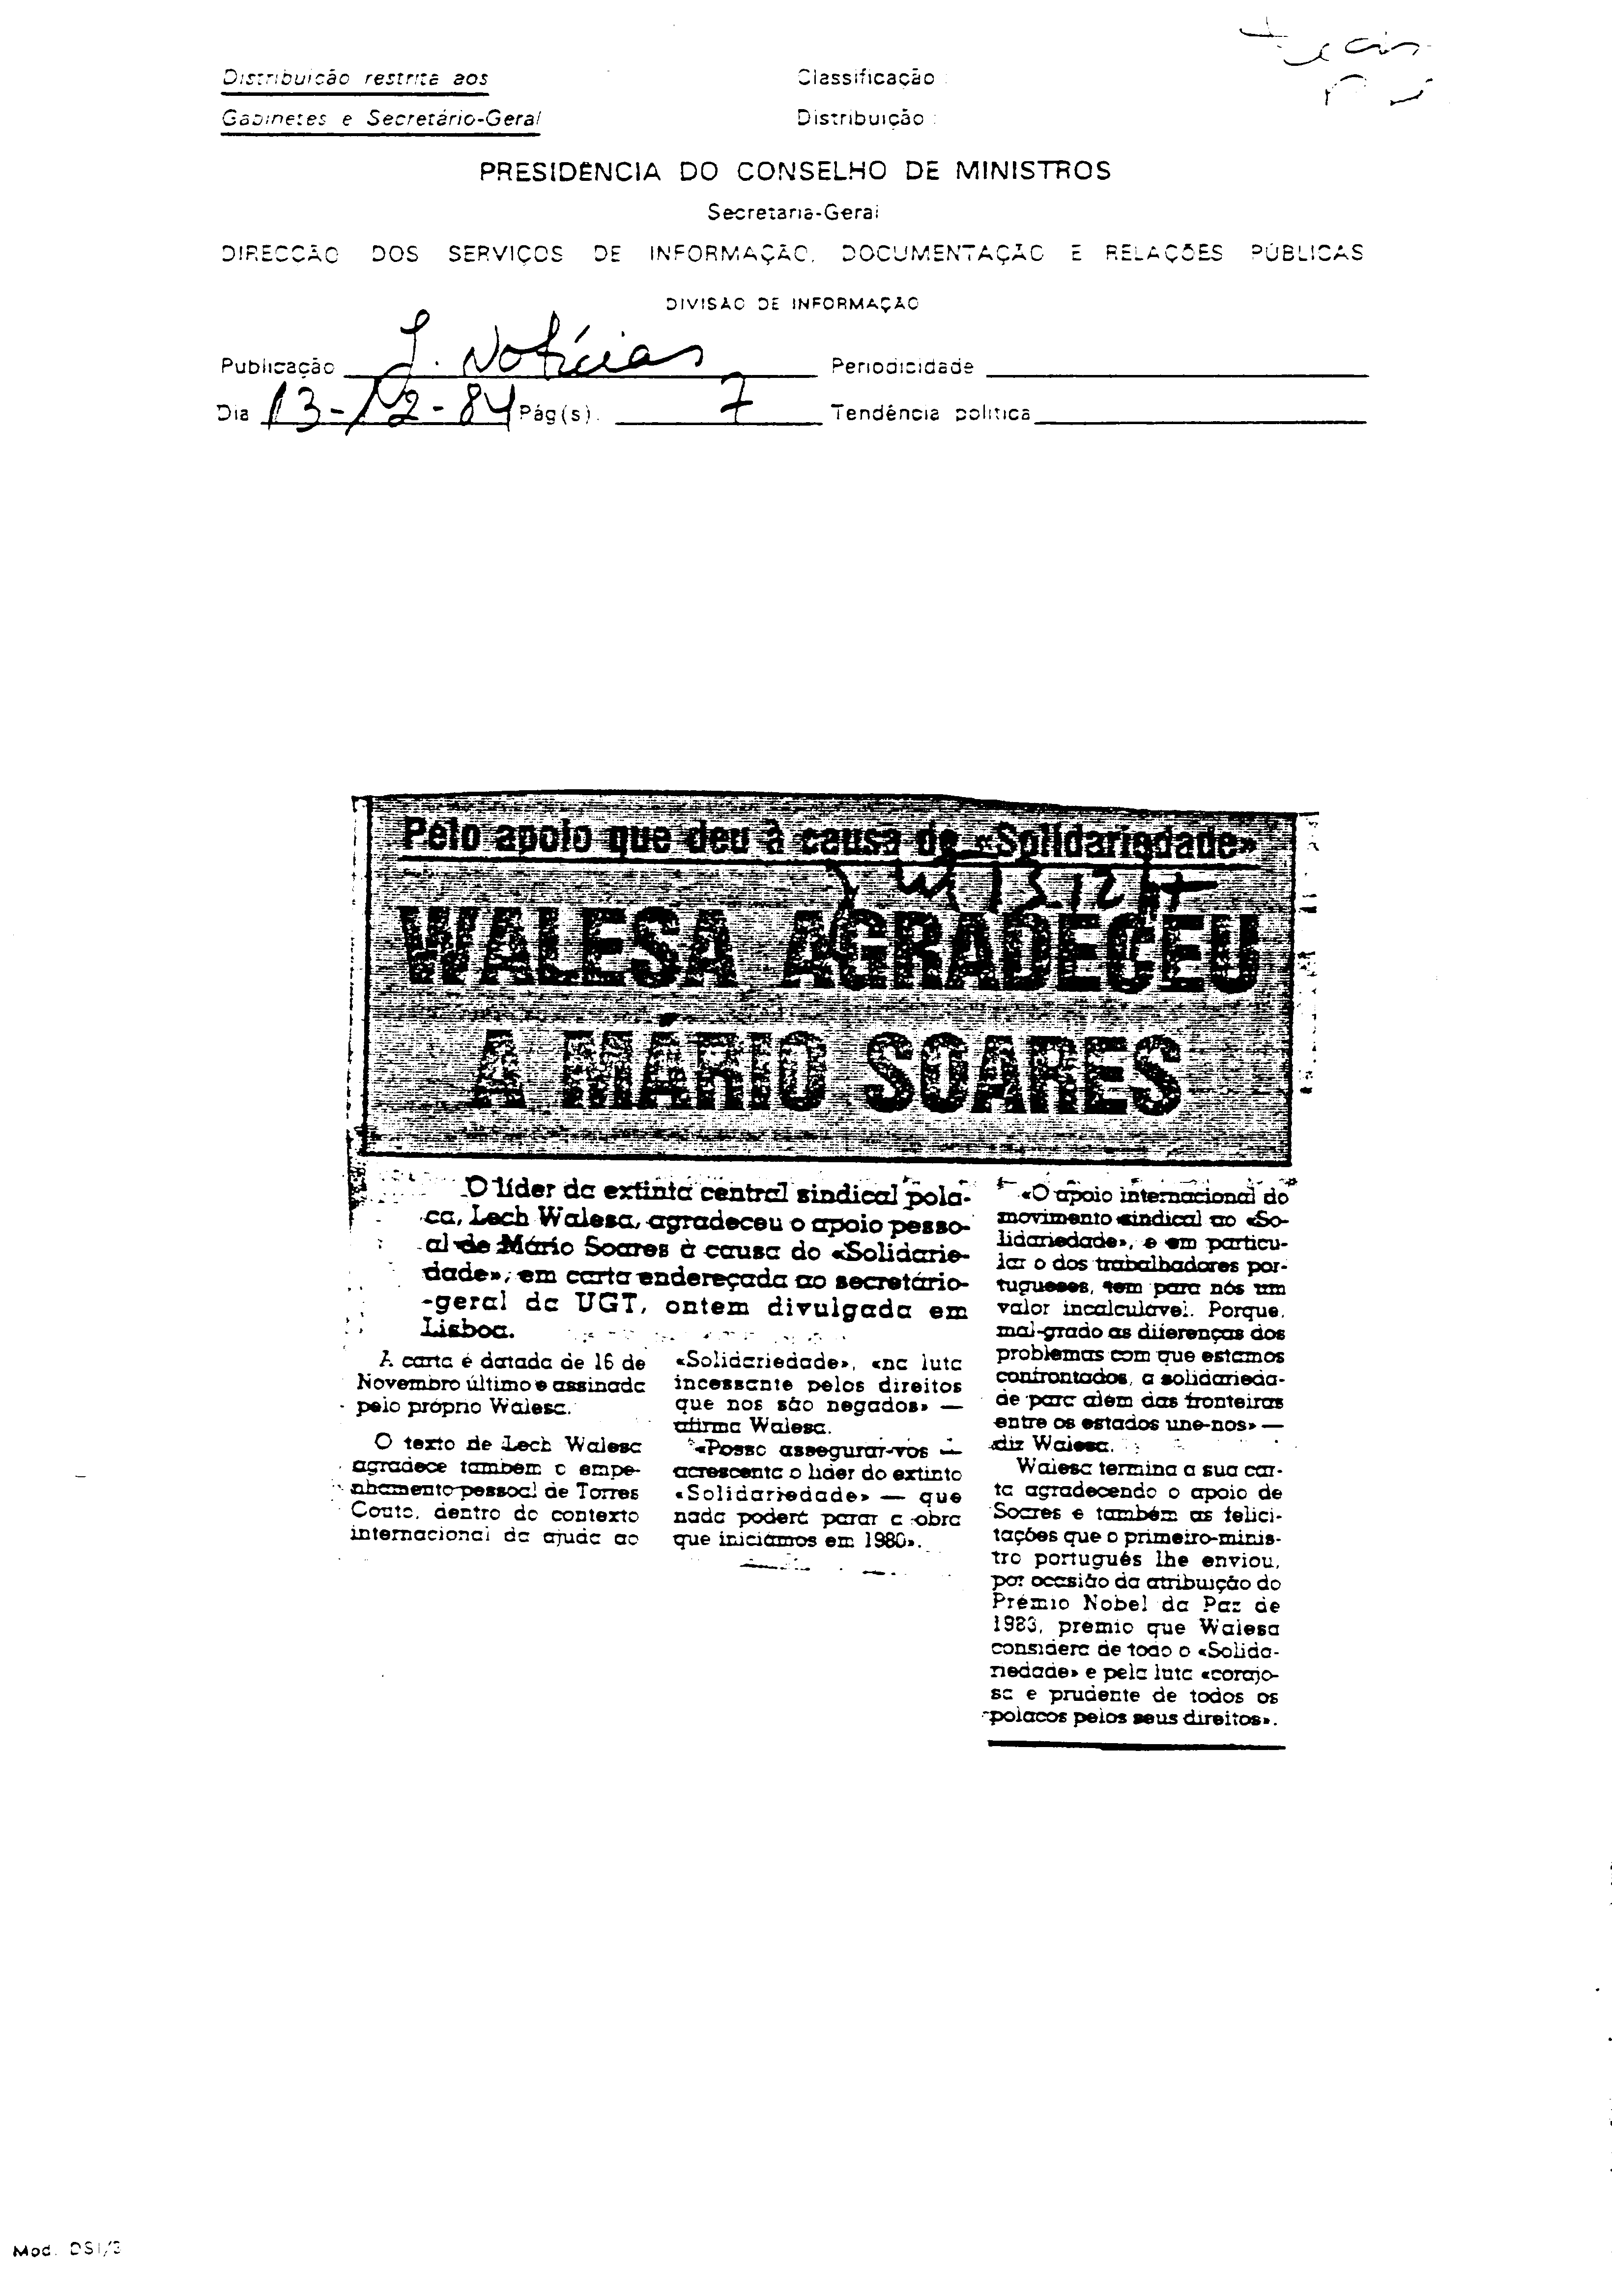 Distribuicão restrita aos
Gabinetes e Secretário-Geral
Classificação :
Distribuição :
PRESIDÊNCIA DO CONSELHO DE MINISTROS
Secretaria-Geral
DIRECÇÃO DOS SERVIÇOS DE INFORMAÇÃO, DOCUMENTAÇÃO E RELAÇÕES PÚBLICAS
DIVISÃO DE INFORMAÇÃO
Publicação J. Notícias Periodicidade
Dia 13-12-84 Pág(s). 7 Tendência política
Pelo apoio que deu à causa de «Solidariedade»
WALESA AGRADECEU
A MÁRIO SOARES
O líder da extinta central sindical pola-
ca, Lech Walesa, agradeceu o apoio pesso-
al de Mário Soares à causa do «Solidarie-
dade», em carta endereçada ao secretário-
-geral da UGT, ontem divulgada em
Lisboa.
A carta é datada de 16 de
Novembro último e assinada
pelo próprio Walesa.
O texto de Lech Walesa
agradece também o empe-
nhamento pessoal de Torres
Couto, dentro do contexto
internacional da ajuda ao
«Solidariedade», «na luta
incessante pelos direitos
que nos são negados» —
afirma Walesa.
«Posso assegurar-vos —
acrescenta o líder do extinto
«Solidariedade» — que
nada poderá parar a obra
que iniciámos em 1980».
«O apoio internacional do
movimento sindical ao «So-
lidariedade», e em particu-
lar o dos trabalhadores por-
tugueses, tem para nós um
valor incalculável. Porque,
mal-grado as diferenças dos
problemas com que estamos
confrontados, a solidarieda-
de para além das fronteiras
entre os estados une-nos» —
diz Walesa.
Walesa termina a sua car-
ta agradecendo o apoio de
Soares e também as felici-
tações que o primeiro-minis-
tro português lhe enviou,
por ocasião da atribuição do
Prémio Nobel da Paz de
1983, prémio que Walesa
considera de todo o «Solida-
riedade» e pela luta «corajo-
sa e prudente de todos os
polacos pelos seus direitos».
Mod. DSI/3